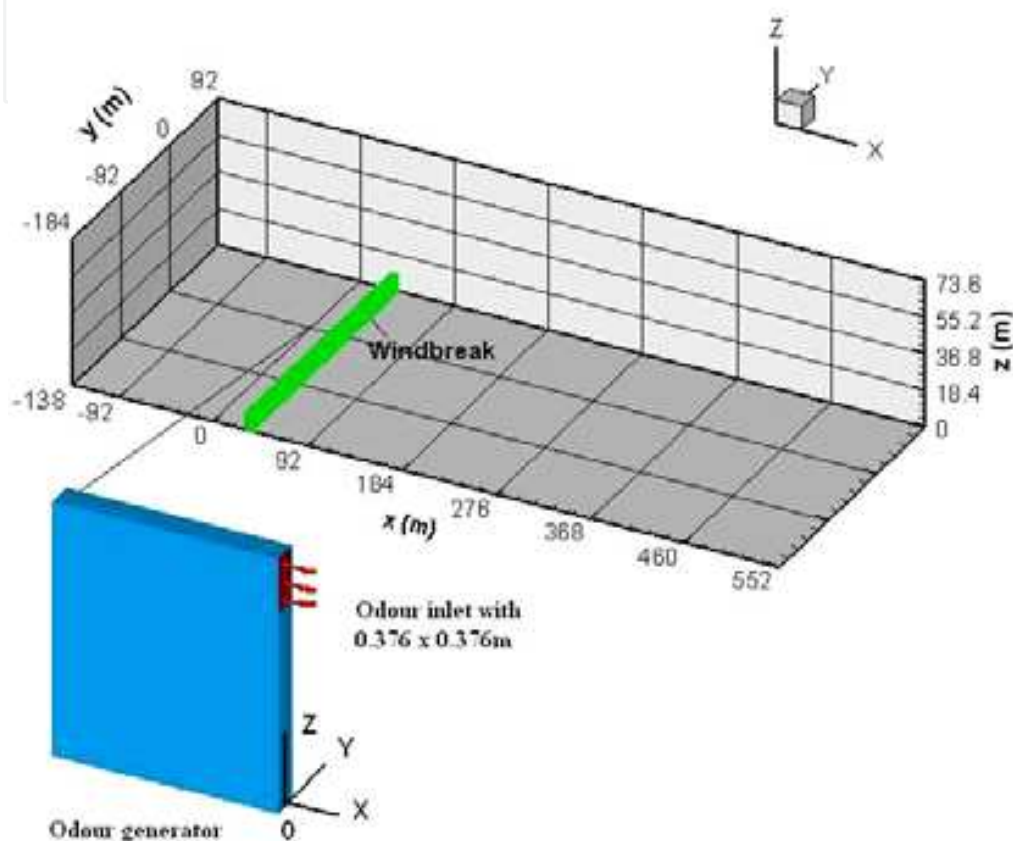 Z
Y
X
y (m)
92
0
-92
-184
73.6
55.2
36.8
18.4
0
z (m)
Windbreak
-138
-92
0
92
184
276
368
460
552
x (m)
Odour inlet with
0.376 x 0.376m
Z
Y
X
0
Odour generator